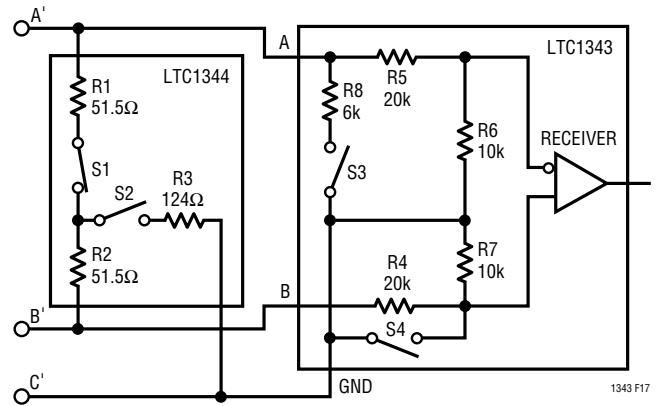 A'
A
LTC1343
LTC1344
R1
51.5Ω
R8
6k
R5
20k
R6
10k
RECEIVER
S1
S2
R3
124Ω
S3
R2
51.5Ω
R7
10k
R4
20k
B
B'
S4
C'
GND
1343 F17